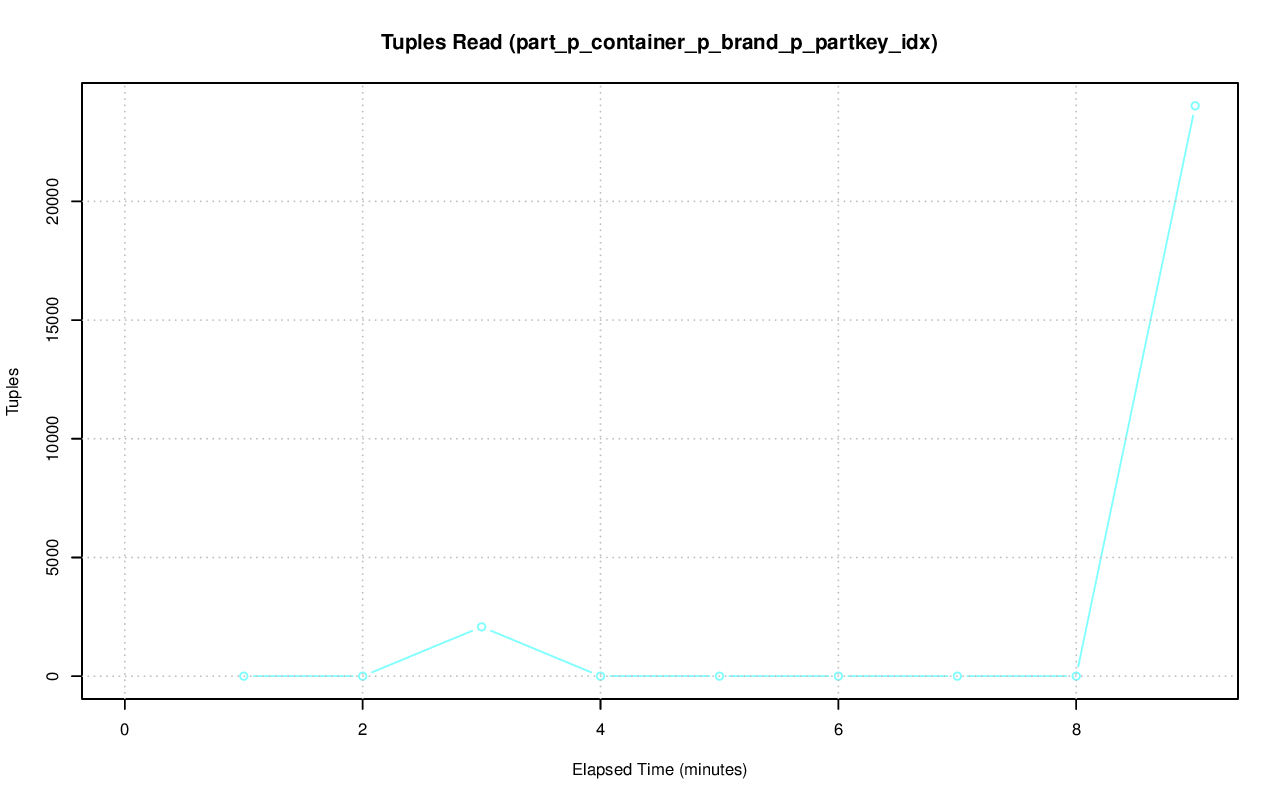 Tuples Read (part_p_container_p_brand_p_partkey_idx)
Tuples
20000
15000
10000
5000
0
0 2 4 6 8
Elapsed Time (minutes)